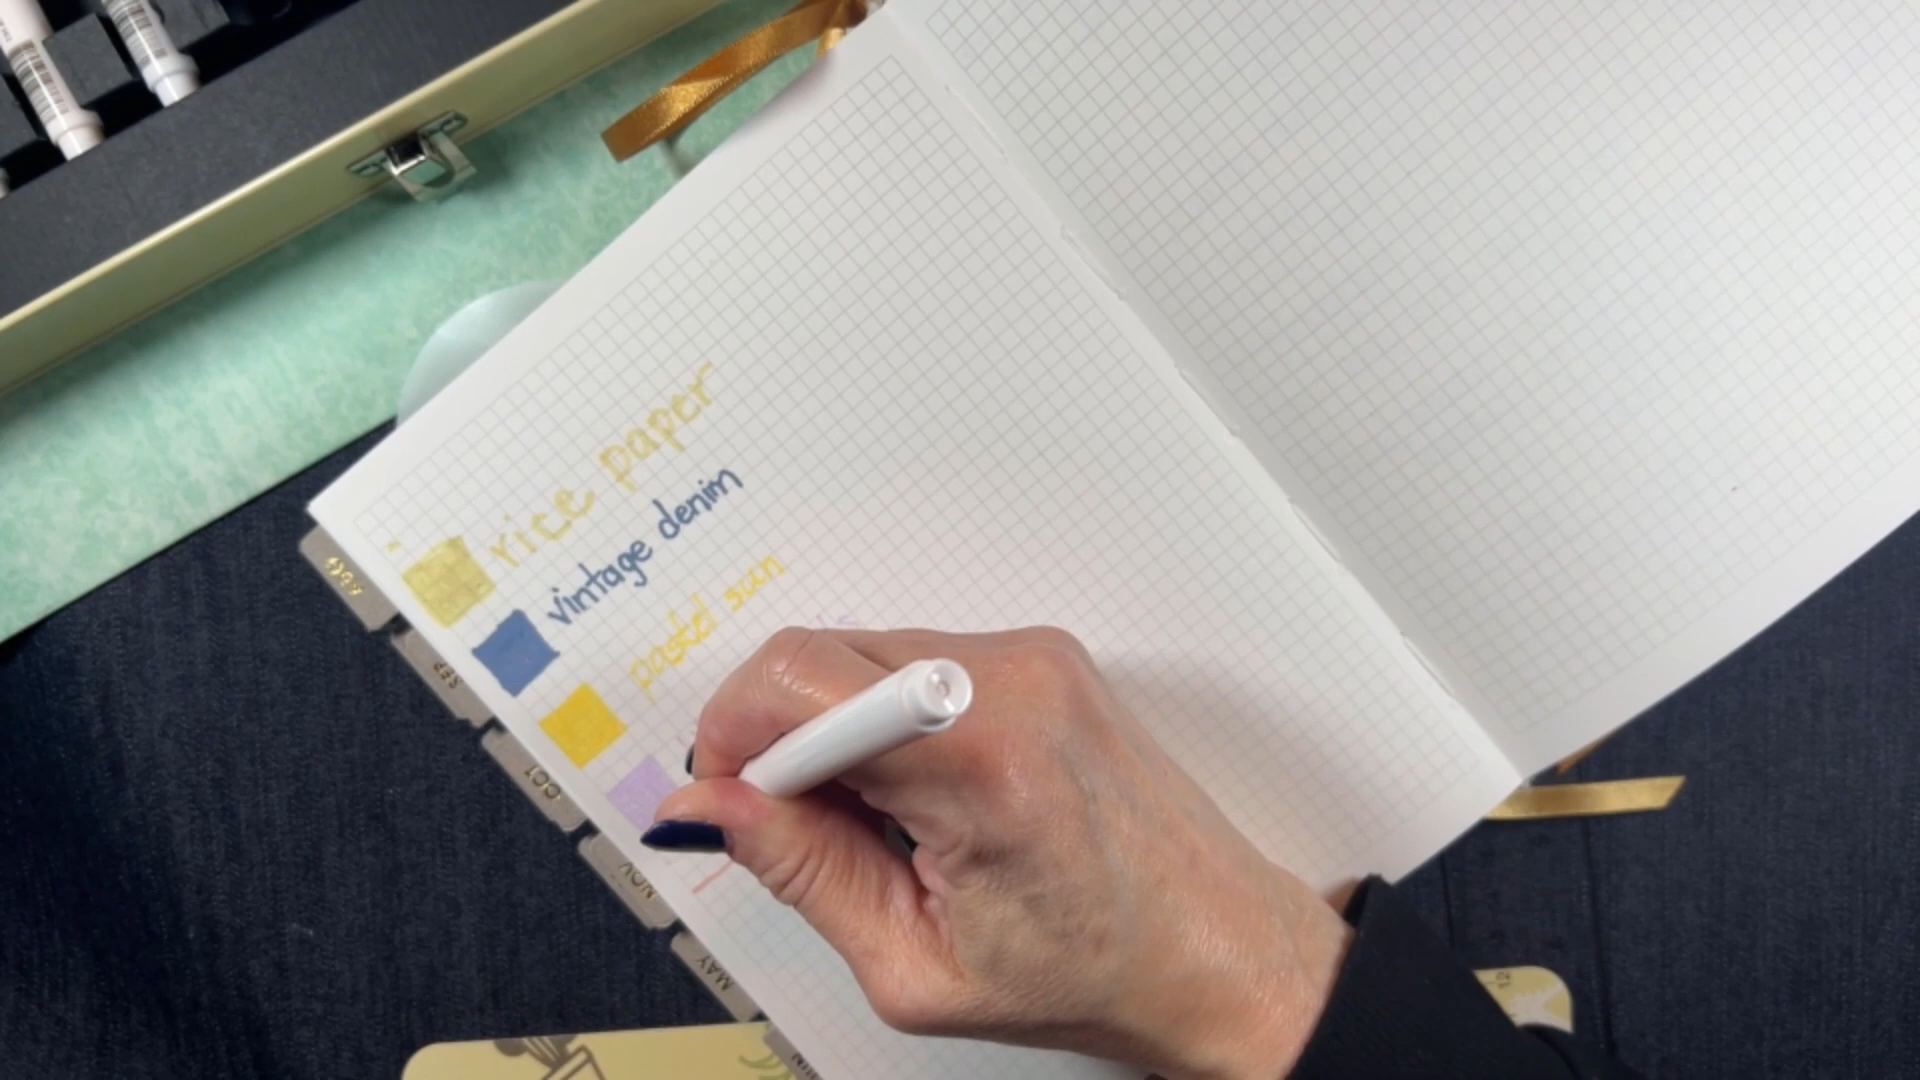 rice paper
vintage denim
pastel sun
AUG
SEP
OCT
NOV
MAY